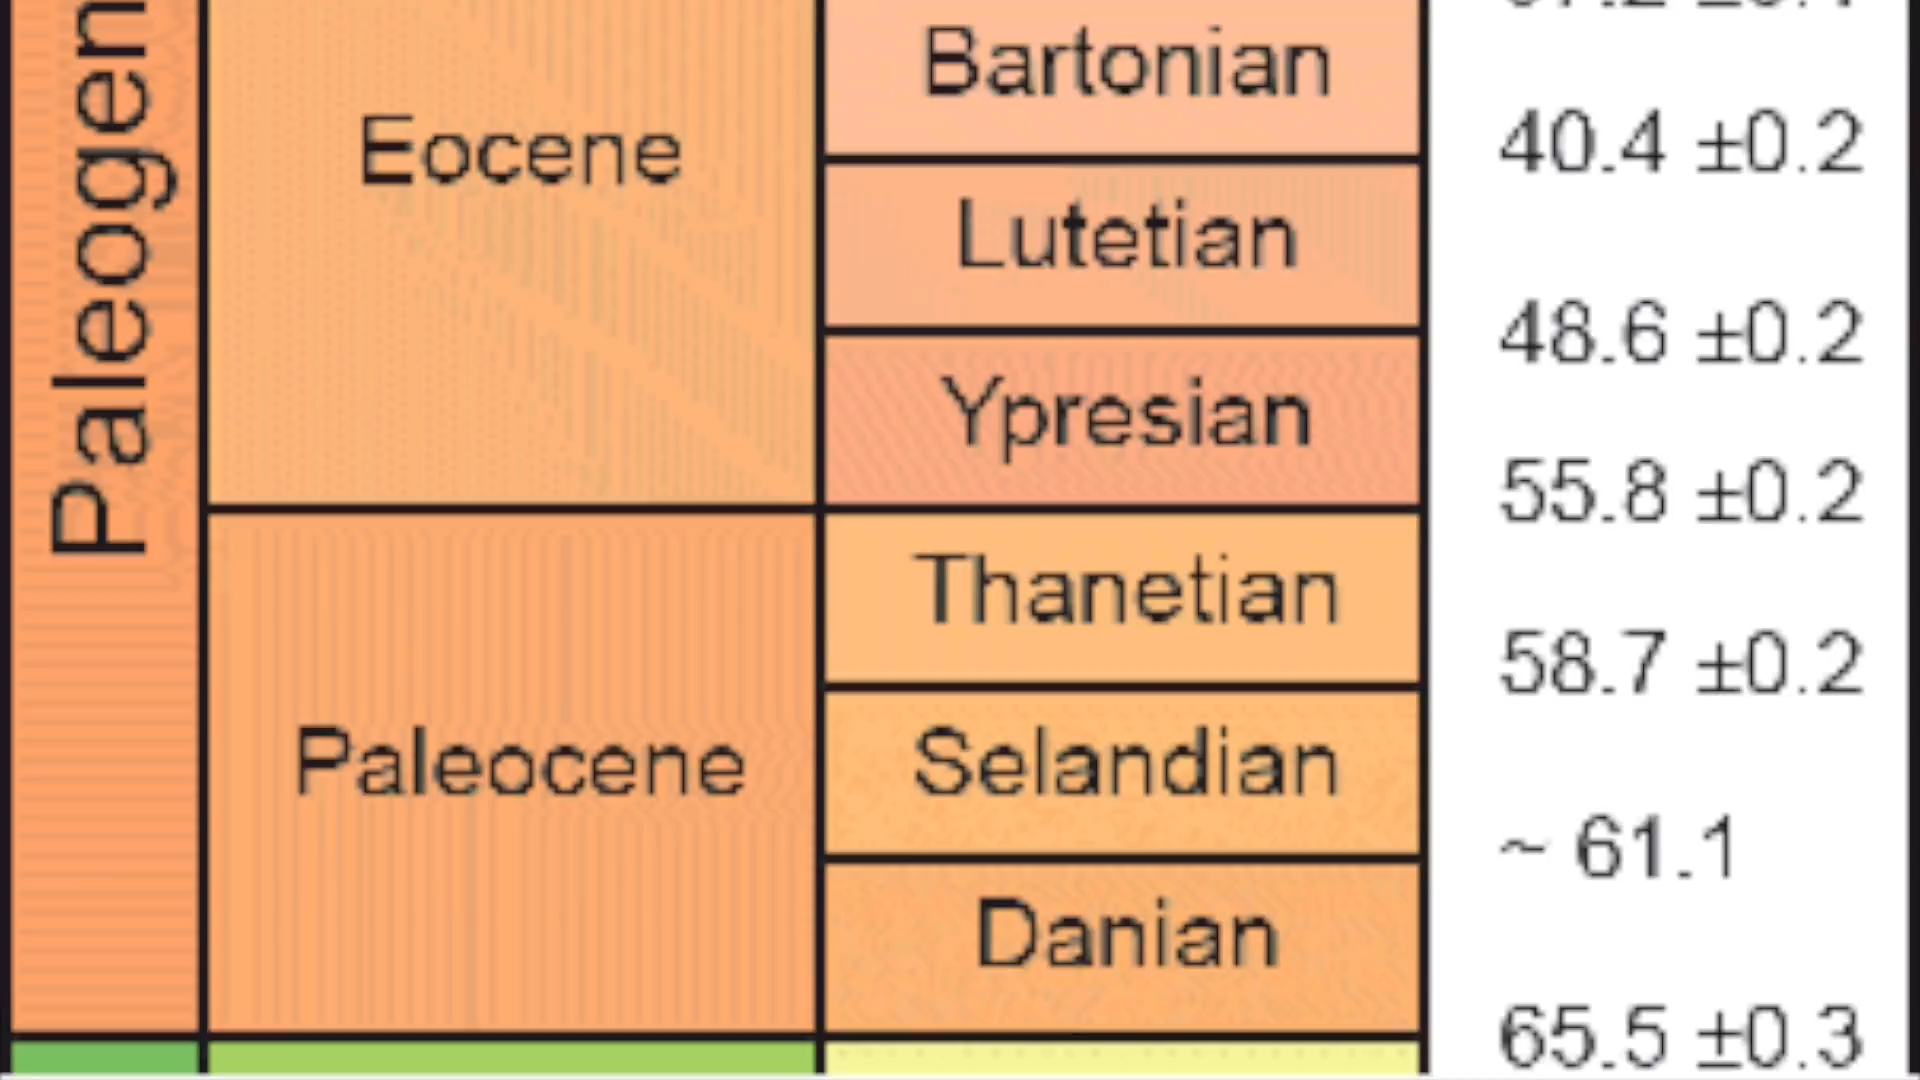 Paleogen
Eocene
Bartonian
40.4 ±0.2
Lutetian
48.6 ±0.2
Ypresian
55.8 ±0.2
Thanetian
58.7 ±0.2
Paleocene
Selandian
~ 61.1
Danian
65.5 ±0.3